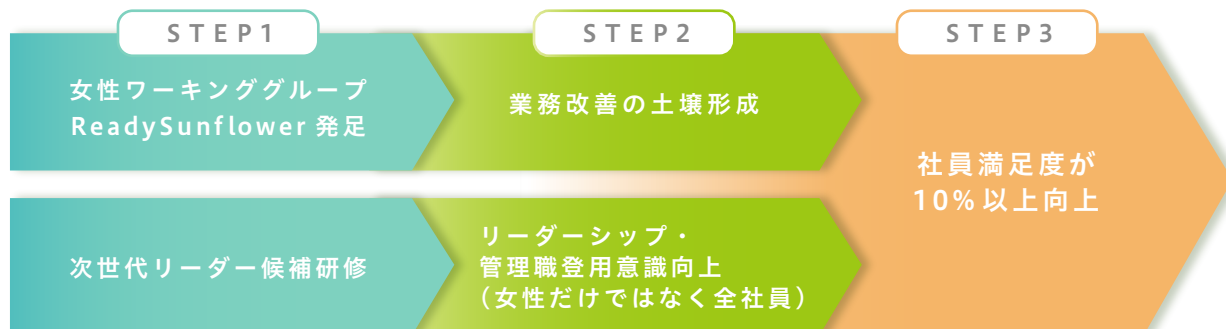 STEP1
女性ワーキンググループ
ReadySunflower 発足
次世代リーダー候補研修
STEP2
業務改善の土壌形成
リーダーシップ・
管理職登用意識向上
（女性だけではなく全社員）
STEP3
社員満足度が
10%以上向上